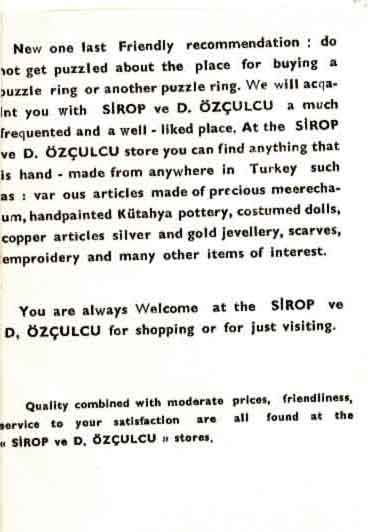 New one last Friendly recommendation : do
not get puzzled about the place for buying a
puzzle ring or another puzzle ring. We will acqa-
int you with SİROP ve D. ÖZÇULCU a much
frequented and a well - liked place. At the SİROP
ve D. ÖZÇULCU store you can find anything that
is hand - made from anywhere in Turkey such
as : var ous articles made of precious meerecha-
um, handpainted Kütahya pottery, costumed dolls,
copper articles silver and gold jewellery, scarves,
emproidery and many other items of interest.
You are always Welcome at the SİROP ve
D, ÖZÇULCU for shopping or for just visiting.
Quality combined with moderate prices, friendliness,
service to your satisfaction are all found at the
« SİROP ve D, ÖZÇULCU » stores.